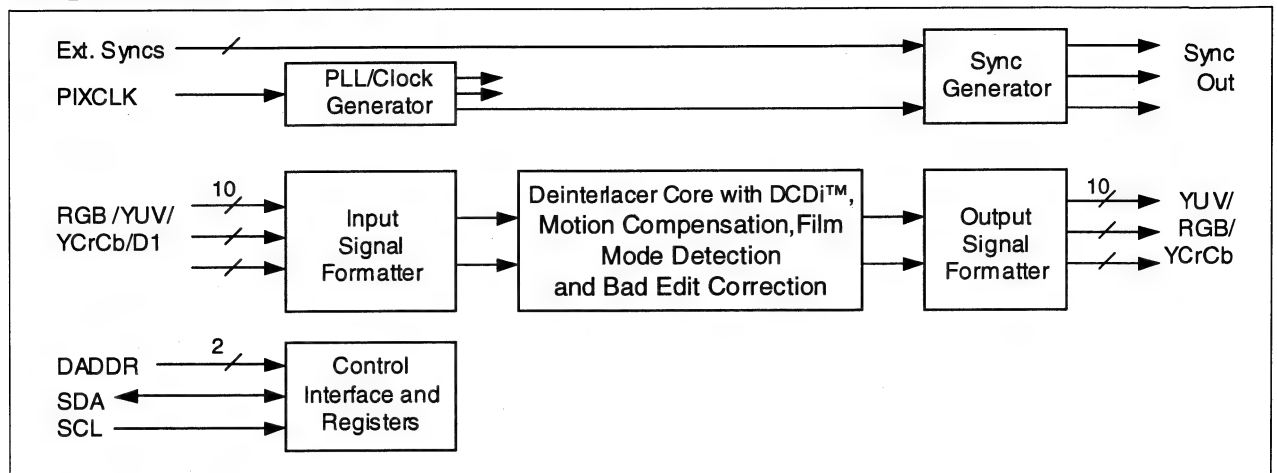 Ext. Syncs
PIXCLK
PLL/Clock
Generator
Sync
Generator
Sync
Out
RGB/YUV/
YCrCb/D1
10
Input
Signal
Formatter
Deinterlacer Core with DCDi™,
Motion Compensation, Film
Mode Detection
and Bad Edit Correction
Output
Signal
Formatter
10
YUV/
RGB/
YCrCb
DADDR
2
SDA
SCL
Control
Interface and
Registers